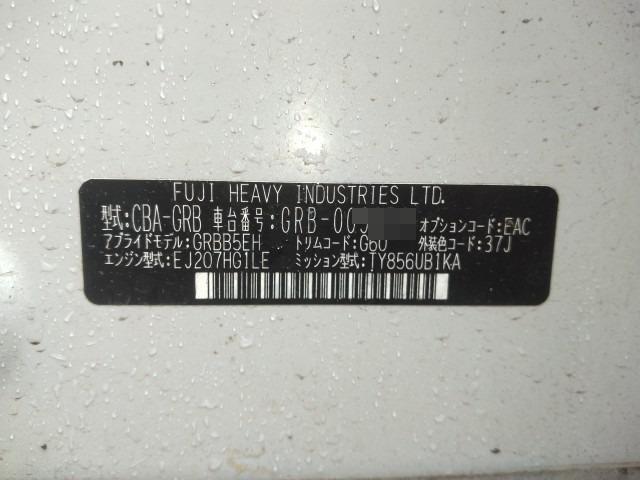 FUJI HEAVY INDUSTRIES LTD.
型式:CBA-GRB 車台番号:GRB-00 オプションコード:EAC
アプライドモデル:GRBB5EH トリムコード:G60 外装色コード:37J
エンジン型式:EJ207HG1LE ミッション型式:TY856UB1KA